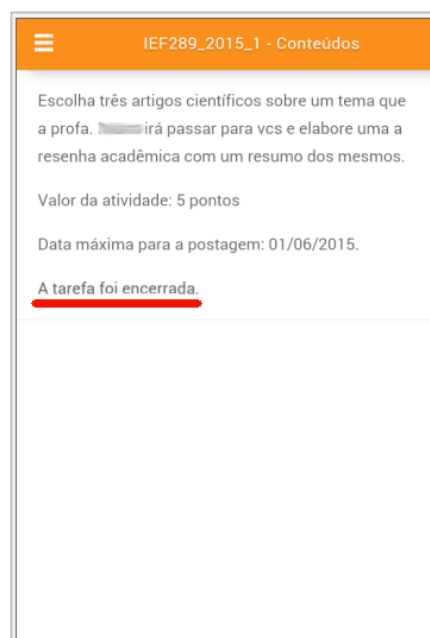 IEF289_2015_1 - Conteúdos
Escolha três artigos científicos sobre um tema que
a profa. irá passar para vcs e elabore uma a
resenha acadêmica com um resumo dos mesmos.
Valor da atividade: 5 pontos
Data máxima para a postagem: 01/06/2015.
A tarefa foi encerrada.